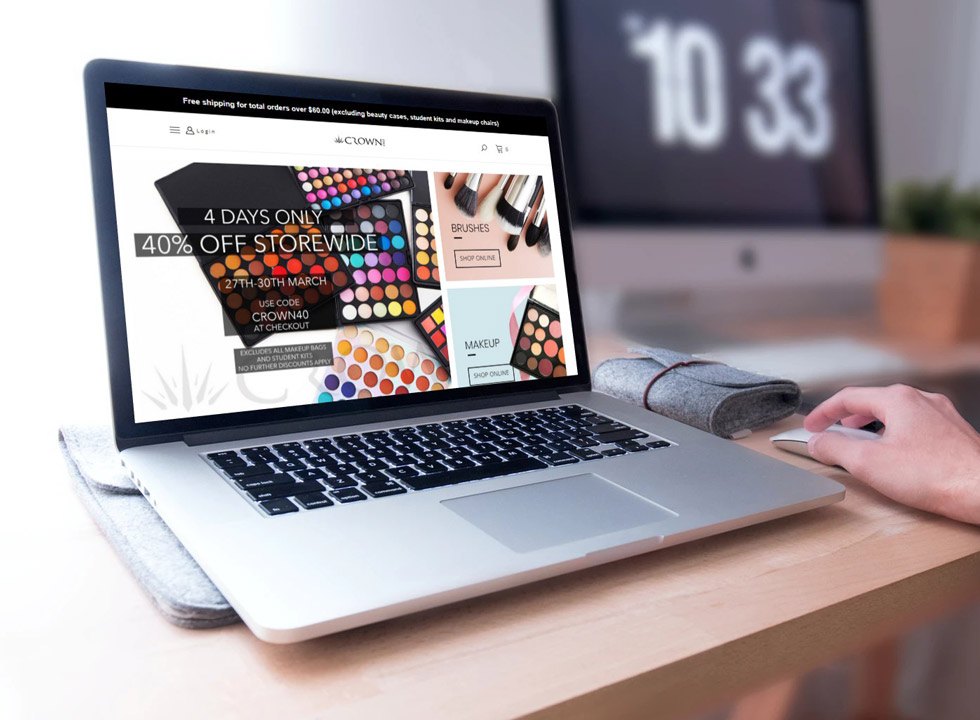 10 33
Free shipping for total orders over $60.00 (excluding beauty cases, student kits and makeup chairs)
Login
CROWN
0
4 DAYS ONLY
40% OFF STOREWIDE
27TH-30TH MARCH
USE CODE
CROWN40
AT CHECKOUT
EXCLUDES ALL MAKEUP BAGS
AND STUDENT KITS
NO FURTHER DISCOUNTS APPLY
BRUSHES
SHOP ONLINE
MAKEUP
SHOP ONLINE